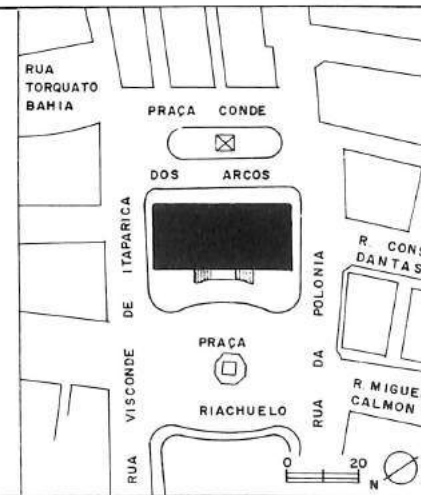 RUA
TORQUATO
BAHIA
PRAÇA CONDE
DOS ARCOS
RUA VISCONDE DE ITAPARICA
R. CONS
DANTAS
RUA DA POLONIA
PRAÇA
RIACHUELO
R. MIGUE
CALMON
0 20
N